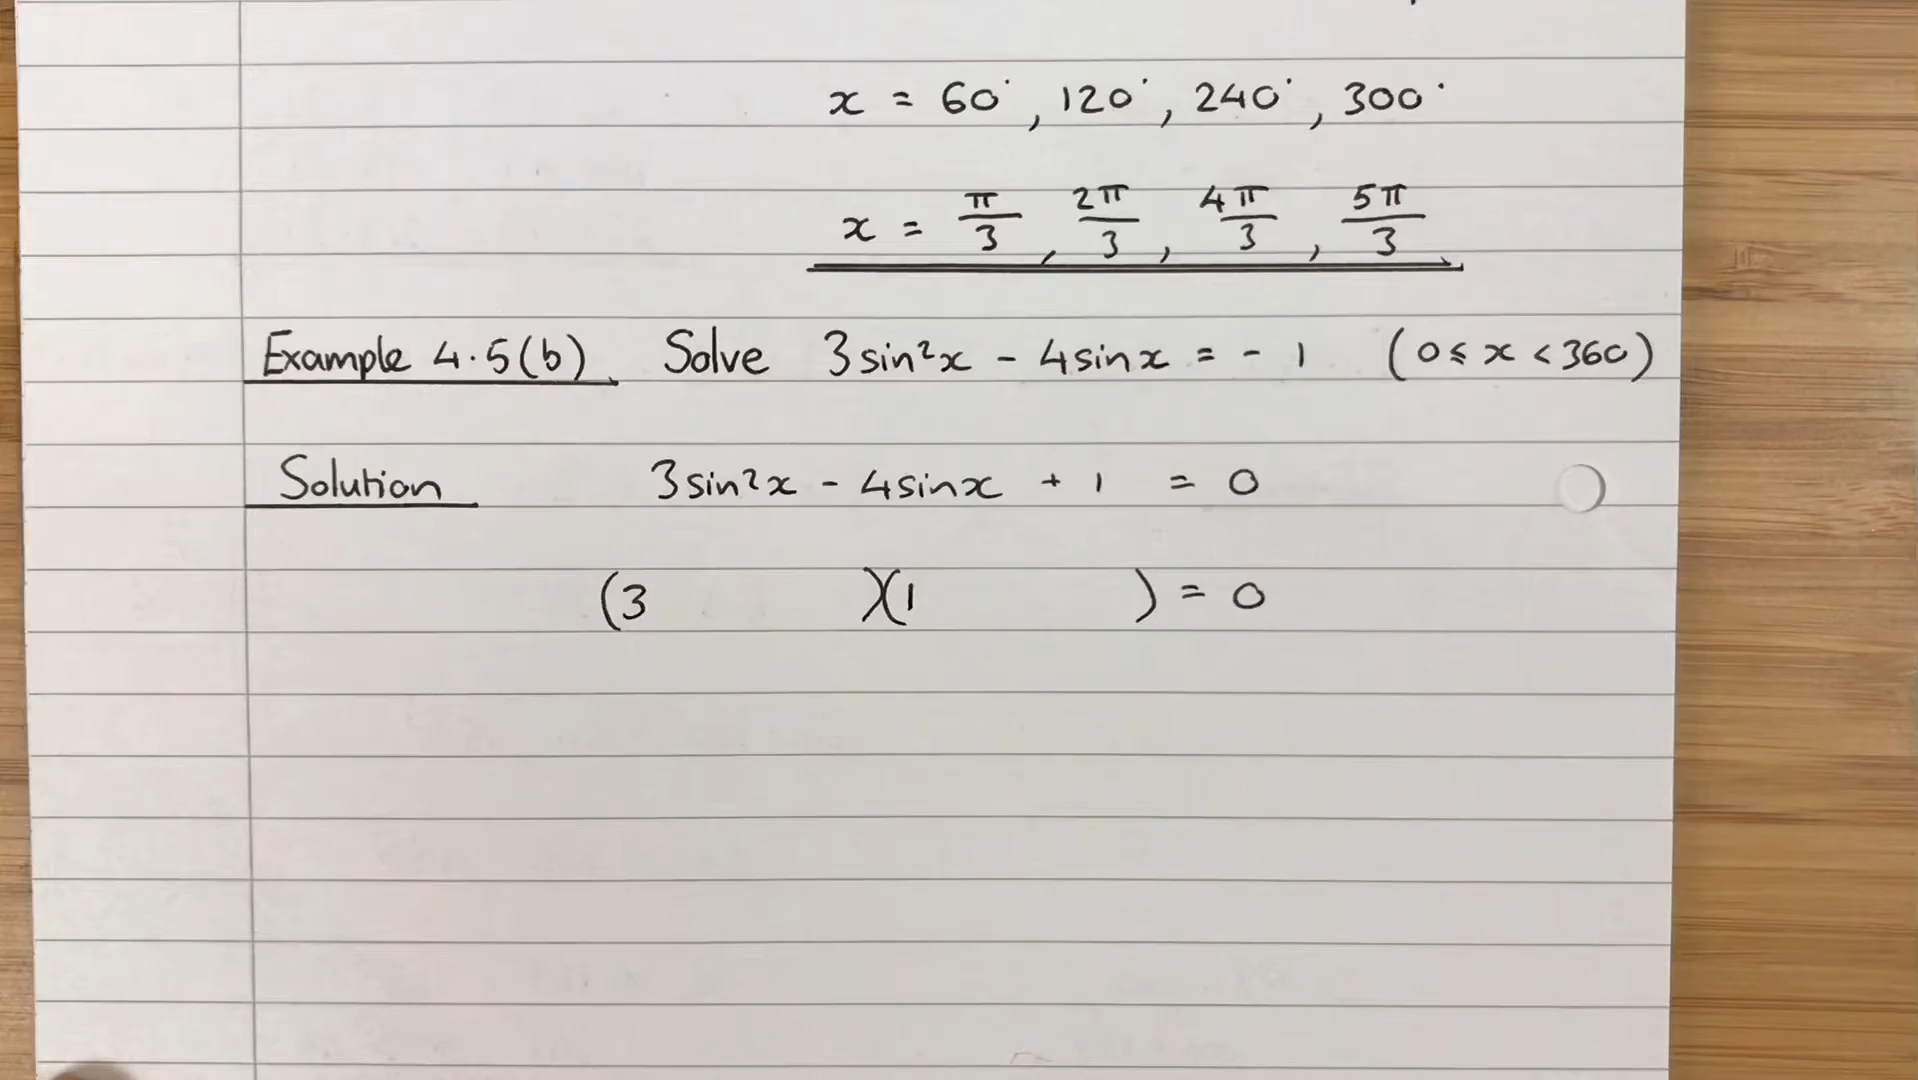 x = 60°, 120°, 240°, 300°
x = π/3, 2π/3, 4π/3, 5π/3
Example 4.5(b) Solve 3sin²x - 4sinx = -1 (0≤ x < 360)
Solution 3sin²x - 4sinx + 1 = 0
(3 )(1 ) = 0